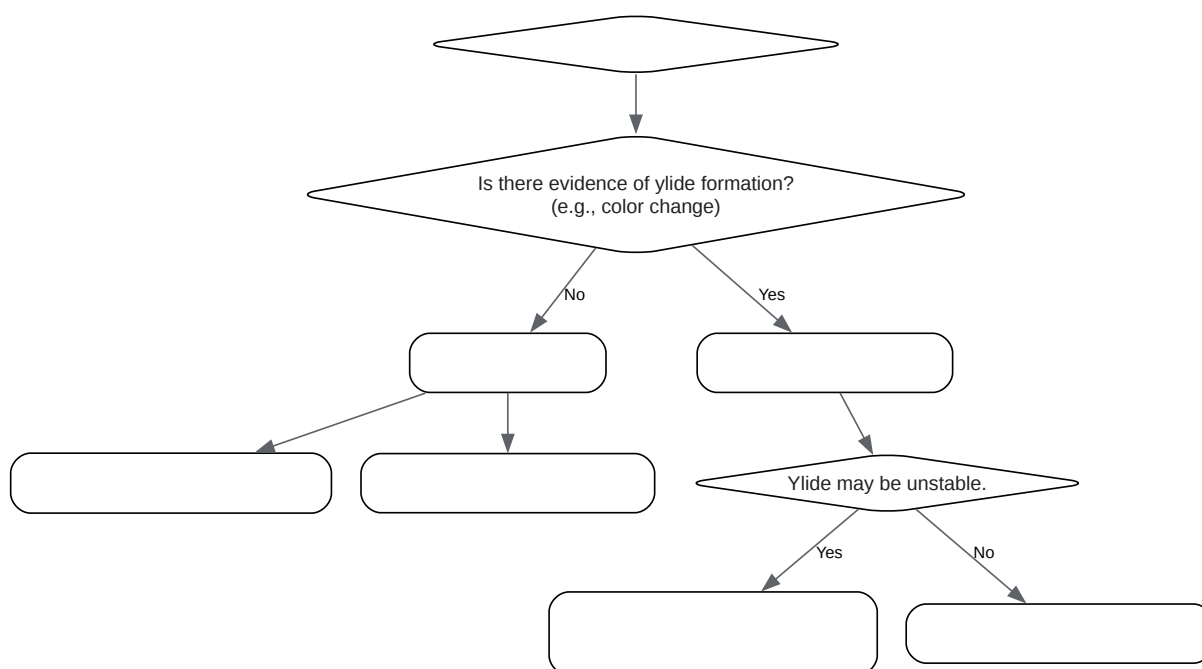 Is there evidence of ylide formation?
(e.g., color change)
No
Yes
Ylide may be unstable.
Yes
No